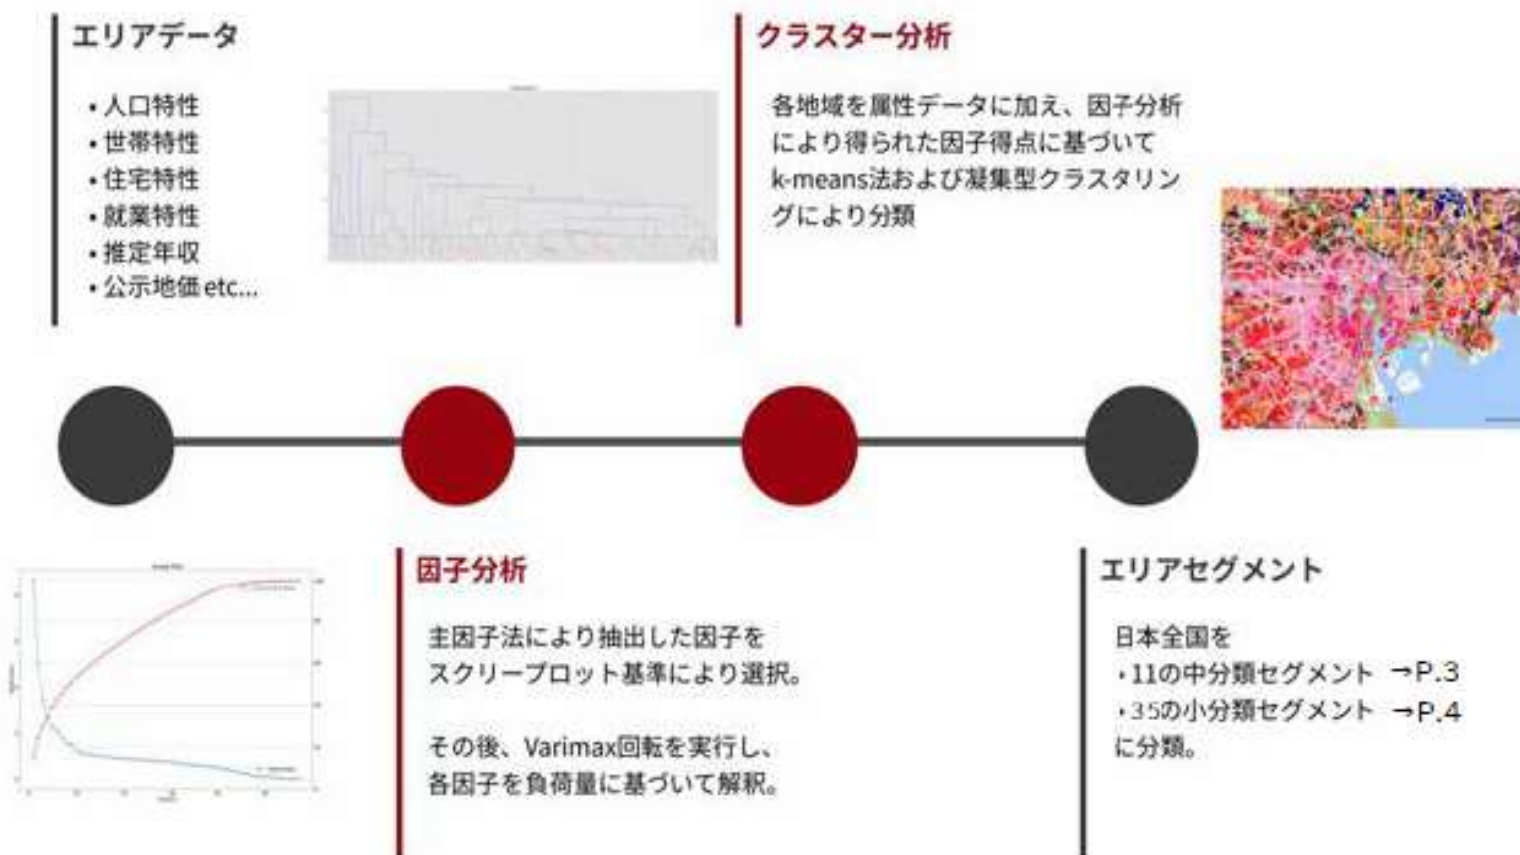 エリアデータ
• 人口特性
• 世帯特性
• 住宅特性
• 就業特性
• 推定年収
• 公示地価 etc...
クラスター分析
各地域を属性データに加え、因子分析
により得られた因子得点に基づいて
k-means法および凝集型クラスタリン
グにより分類
因子分析
主因子法により抽出した因子を
スクリープロット基準により選択。
その後、Varimax回転を実行し、
各因子を負荷量に基づいて解釈。
エリアセグメント
日本全国を
・11の中分類セグメント →P.3
・35の小分類セグメント →P.4
に分類。